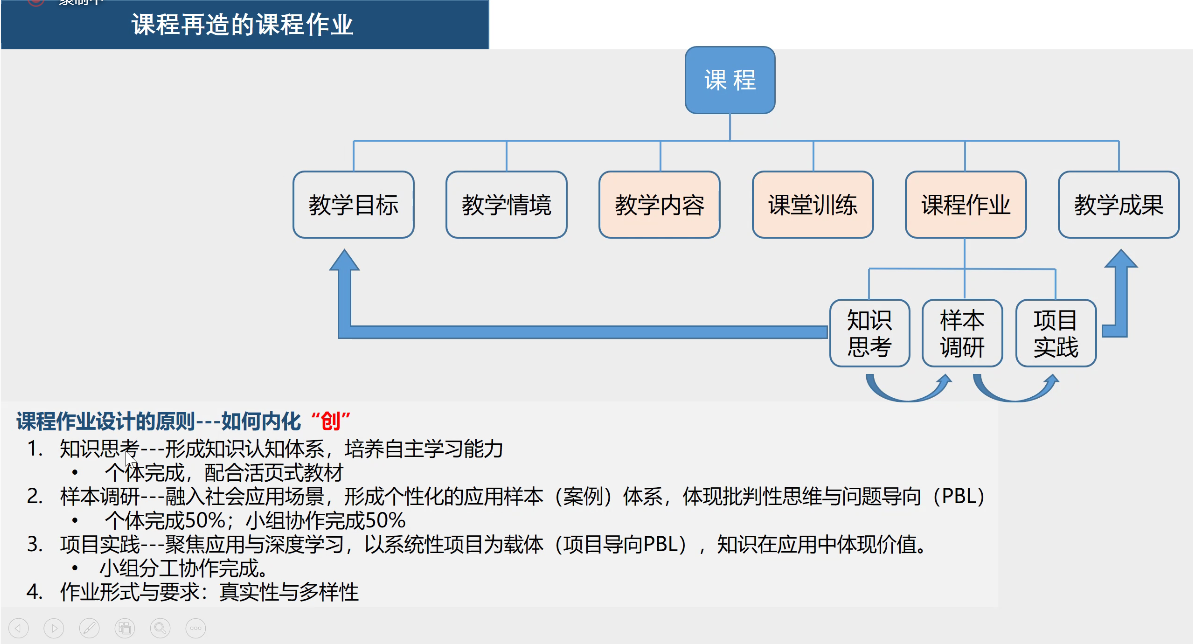 课程再造的课程作业
课 程
教学目标
教学情境
教学内容
课堂训练
课程作业
教学成果
知识
思考
样本
调研
项目
实践
课程作业设计的原则---如何内化“创”
1. 知识思考---形成知识认知体系，培养自主学习能力
• 个体完成，配合活页式教材
2. 样本调研---融入社会应用场景，形成个性化的应用样本（案例）体系，体现批判性思维与问题导向（PBL）
• 个体完成50%；小组协作完成50%
3. 项目实践---聚焦应用与深度学习，以系统性项目为载体（项目导向PBL），知识在应用中体现价值。
• 小组分工协作完成。
4. 作业形式与要求：真实性与多样性